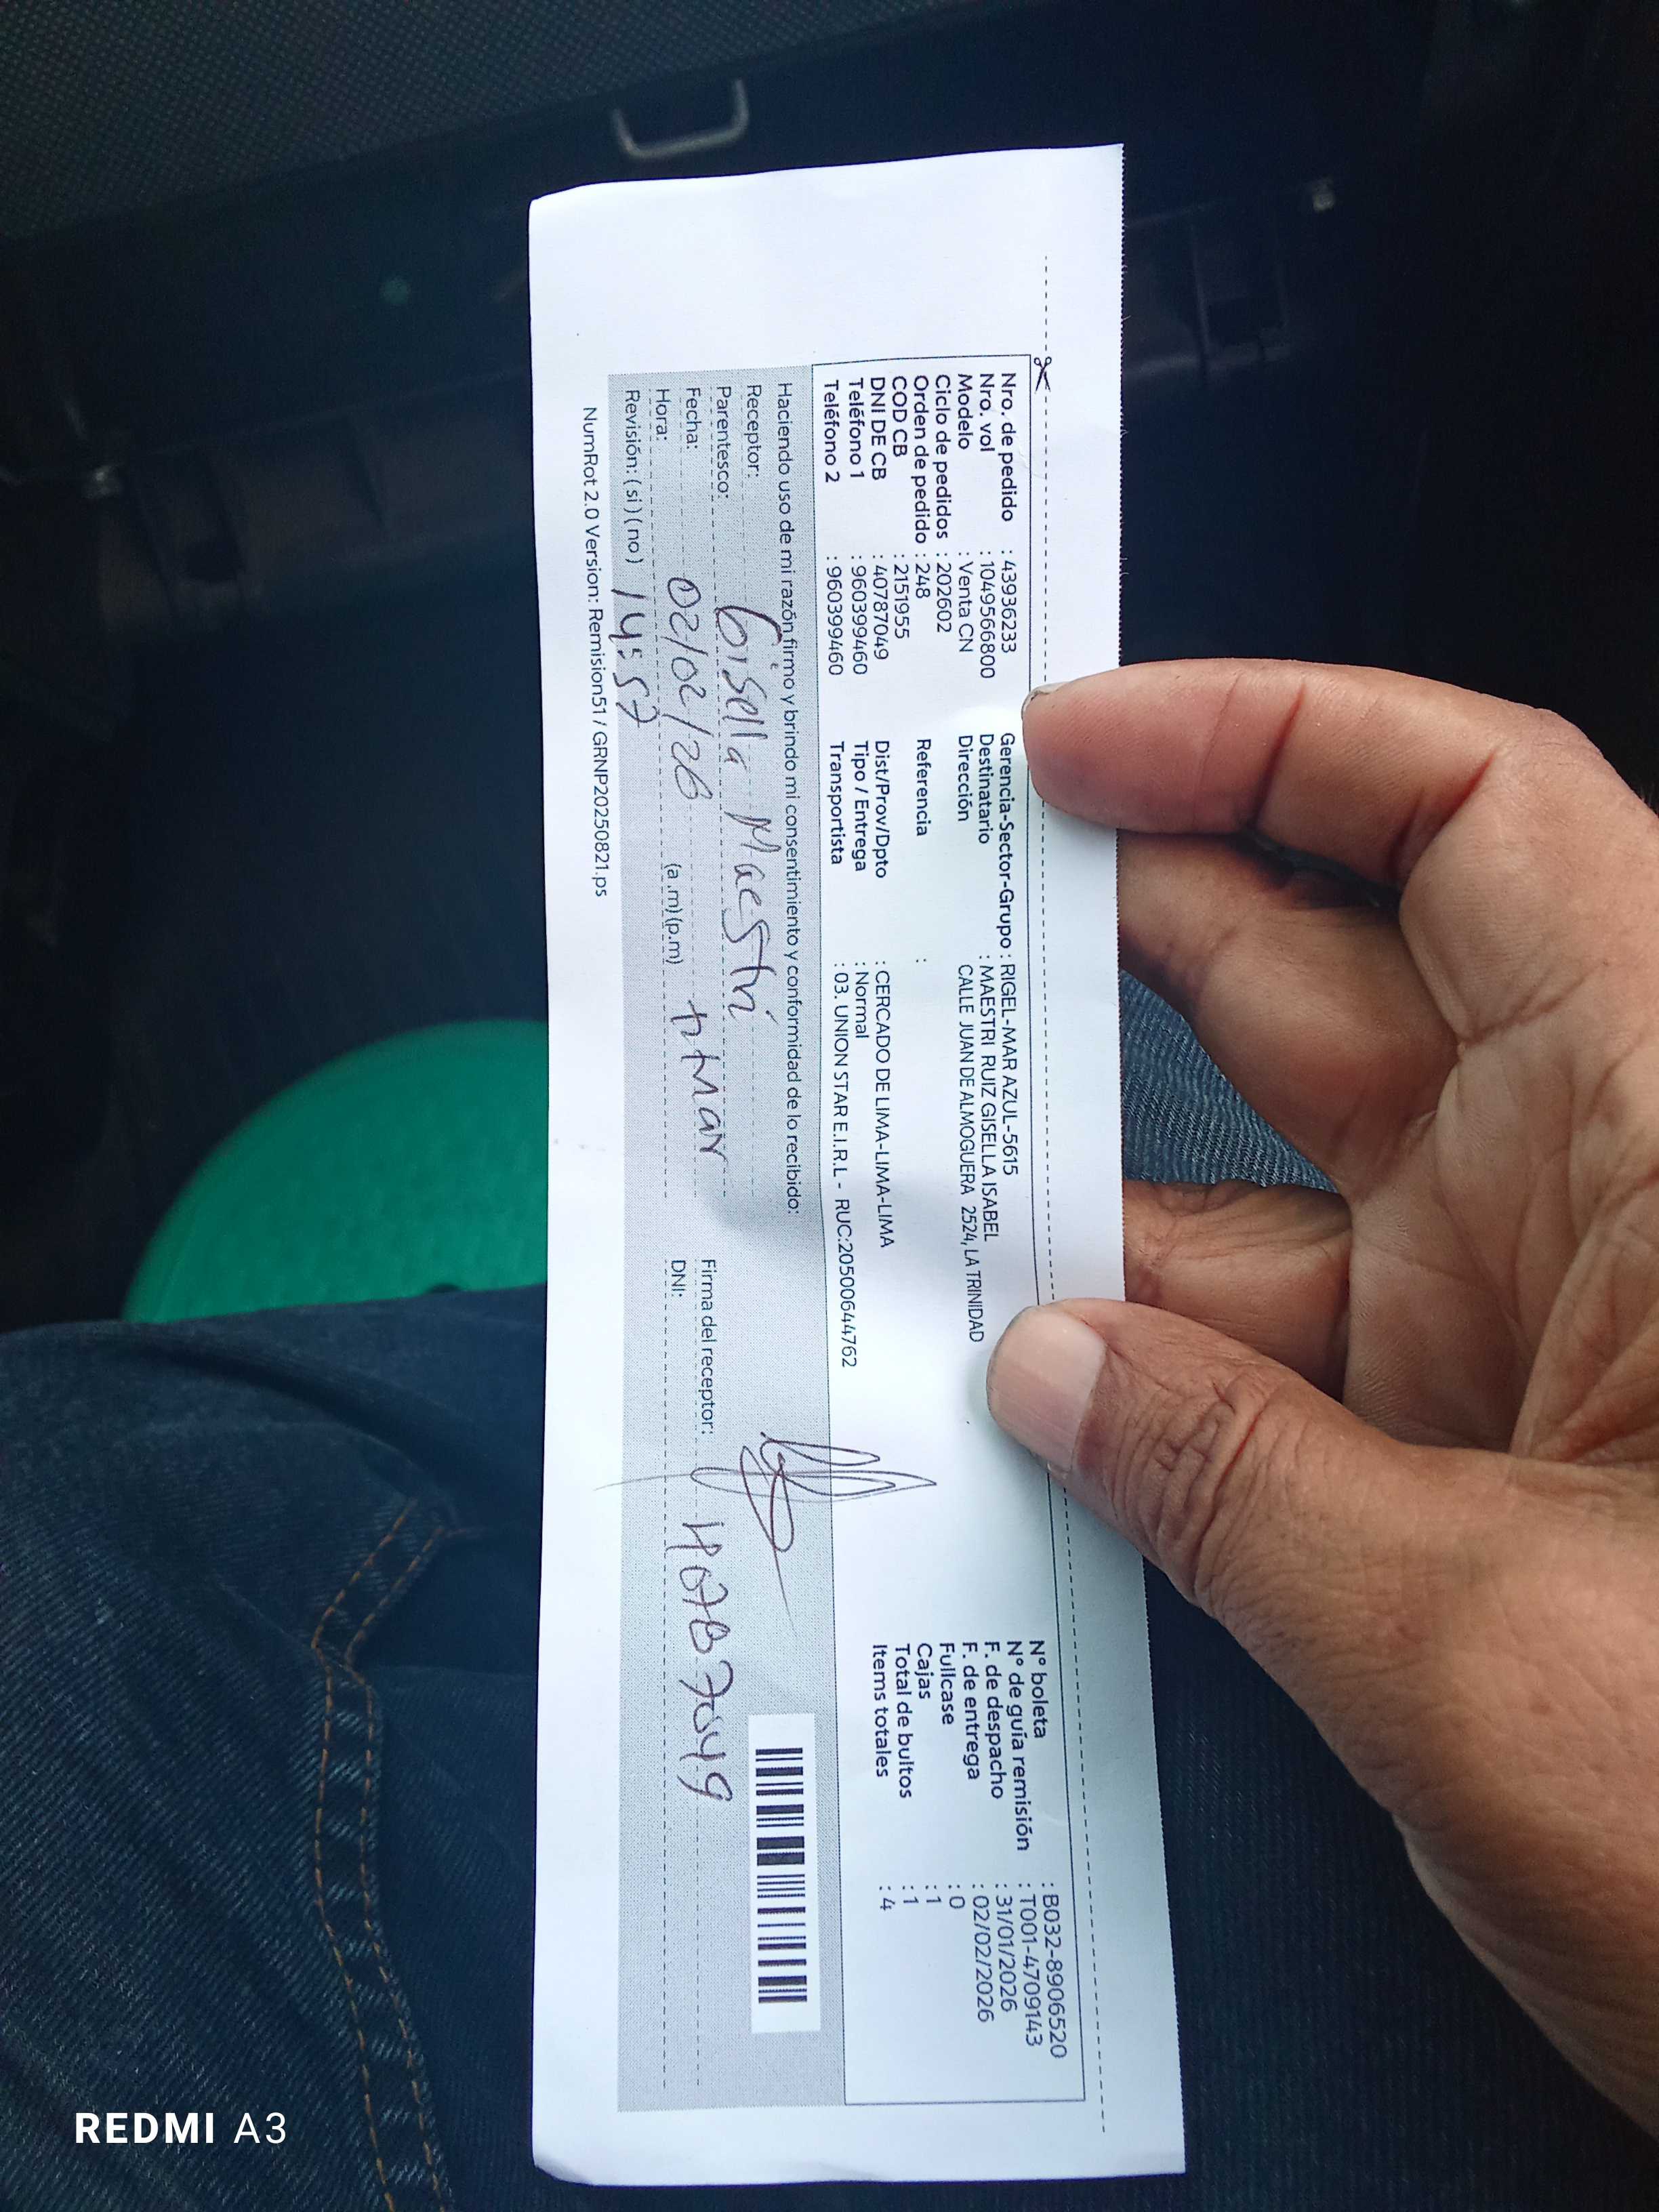 Nro. de pedido : 43936233
Nro. vol : 10495666800
Modelo : Venta CN
Ciclo de pedidos : 202602
Orden de pedido : 248
COD CB : 2151955
DNI DE CB : 40787049
Teléfono 1 : 960399460
Teléfono 2 : 960399460
Gerencia-Sector-Grupo : RIGEL-MAR AZUL-5615
Destinatario : MAESTRI RUIZ GISELLA ISABEL
Dirección CALLE JUAN DE ALMOGUERA 2524, LA TRINIDAD
Referencia :
Dist/Prov/Dpto : CERCADO DE LIMA-LIMA-LIMA
Tipo / Entrega : Normal
Transportista : 03. UNION STAR E.I.R.L - RUC:20500644762
N° boleta : B032-8906520
N° de guía remisión : T001-4709143
F. de despacho : 31/01/2026
F. de entrega : 02/02/2026
Fullcase : 0
Cajas : 1
Total de bultos : 1
Items totales : 4
Haciendo uso de mi razón firmo y brindo mi consentimiento y conformidad de lo recibido:
Receptor: Gisella Maestri
Parentesco: titular
Fecha: 02/02/26
Hora: 14:57 (a.m) (p.m)
Revisión: (si) (no)
Firma del receptor:
DNI: 40787049
NumRot 2.0 Version: Remision51 / GRNP20250821.ps
REDMI A3